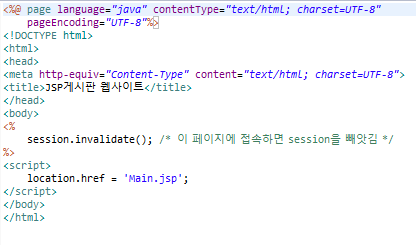 <%@ page language="java" contentType="text/html; charset=UTF-8"
    pageEncoding="UTF-8"%>
<!DOCTYPE html>
<html>
<head>
<meta http-equiv="Content-Type" content="text/html; charset=UTF-8">
<title>JSP게시판 웹사이트</title>
</head>
<body>
<%
    session.invalidate(); /* 이 페이지에 접속하면 session을 빼앗김 */
%>
<script>
    location.href = 'Main.jsp';
</script>
</body>
</html>